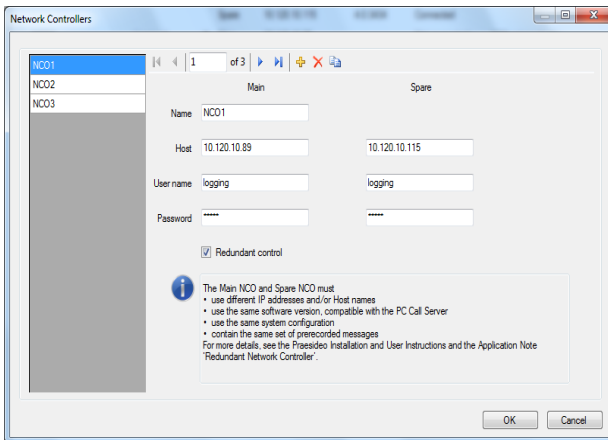 Network Controllers
NCO1
NCO2
NCO3
1 of 3
Main Spare
Name NCO1
Host 10.120.10.89 10.120.10.115
User name logging logging
Password ••••• •••••
Redundant control
The Main NCO and Spare NCO must
• use different IP addresses and/or Host names
• use the same software version, compatible with the PC Call Server
• use the same system configuration
• contain the same set of prerecorded messages
For more details, see the Praesideo Installation and User Instructions and the Application Note
'Redundant Network Controller'.
OK Cancel